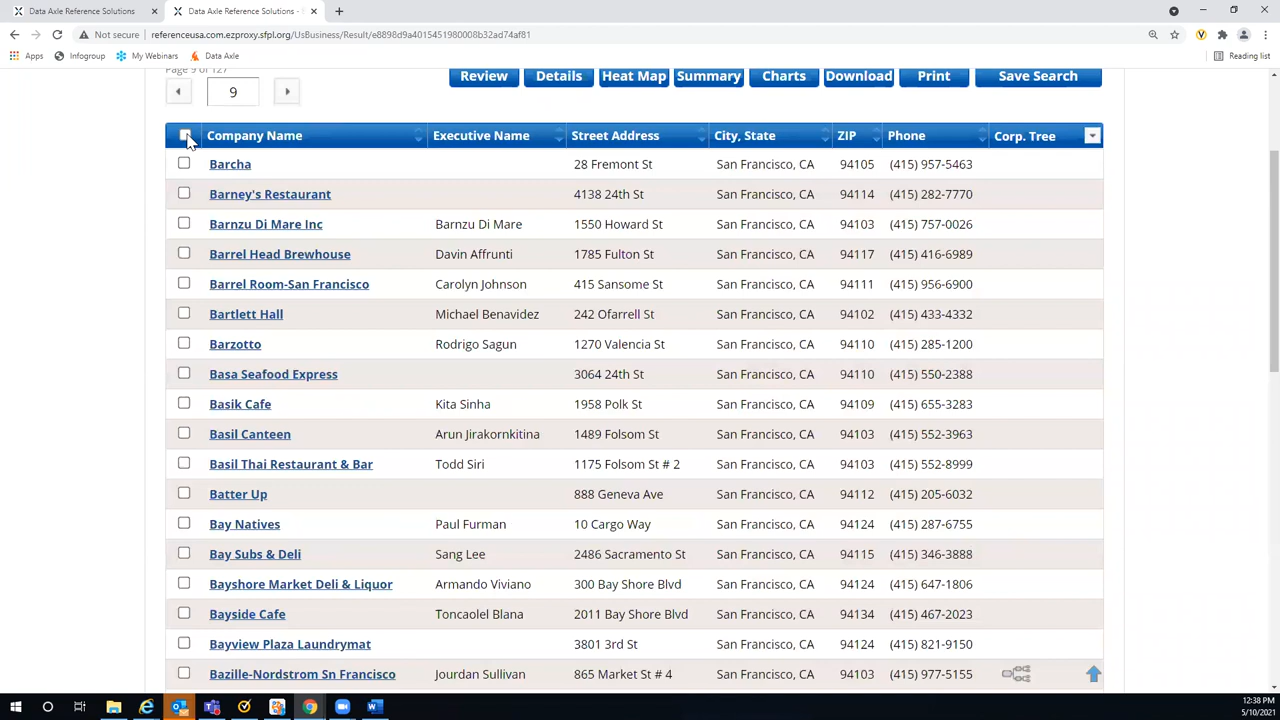 Data Axle Reference Solutions
Data Axle Reference Solutions -
Not secure
referenceusa.com.ezproxy.sfpl.org/UsBusiness/Result/e8898d9a4015451980008b32ad74af81
Apps Infogroup My Webinars Data Axle Reading list
Page 9 of 127
9
Review Details Heat Map Summary Charts Download Print Save Search
Company Name Executive Name Street Address City, State ZIP Phone Corp. Tree
Barcha 28 Fremont St San Francisco, CA 94105 (415) 957-5463
Barney's Restaurant 4138 24th St San Francisco, CA 94114 (415) 282-7770
Barnzu Di Mare Inc Barnzu Di Mare 1550 Howard St San Francisco, CA 94103 (415) 757-0026
Barrel Head Brewhouse Davin Affrunti 1785 Fulton St San Francisco, CA 94117 (415) 416-6989
Barrel Room-San Francisco Carolyn Johnson 415 Sansome St San Francisco, CA 94111 (415) 956-6900
Bartlett Hall Michael Benavidez 242 Ofarrell St San Francisco, CA 94102 (415) 433-4332
Barzotto Rodrigo Sagun 1270 Valencia St San Francisco, CA 94110 (415) 285-1200
Basa Seafood Express 3064 24th St San Francisco, CA 94110 (415) 550-2388
Basik Cafe Kita Sinha 1958 Polk St San Francisco, CA 94109 (415) 655-3283
Basil Canteen Arun Jirakornkitina 1489 Folsom St San Francisco, CA 94103 (415) 552-3963
Basil Thai Restaurant & Bar Todd Siri 1175 Folsom St # 2 San Francisco, CA 94103 (415) 552-8999
Batter Up 888 Geneva Ave San Francisco, CA 94112 (415) 205-6032
Bay Natives Paul Furman 10 Cargo Way San Francisco, CA 94124 (415) 287-6755
Bay Subs & Deli Sang Lee 2486 Sacramento St San Francisco, CA 94115 (415) 346-3888
Bayshore Market Deli & Liquor Armando Viviano 300 Bay Shore Blvd San Francisco, CA 94124 (415) 647-1806
Bayside Cafe Toncaolel Blana 2011 Bay Shore Blvd San Francisco, CA 94134 (415) 467-2023
Bayview Plaza Laundrymat 3801 3rd St San Francisco, CA 94124 (415) 821-9150
Bazille-Nordstrom Sn Francisco Jourdan Sullivan 865 Market St # 4 San Francisco, CA 94103 (415) 977-5155
12:38 PM
5/10/2021